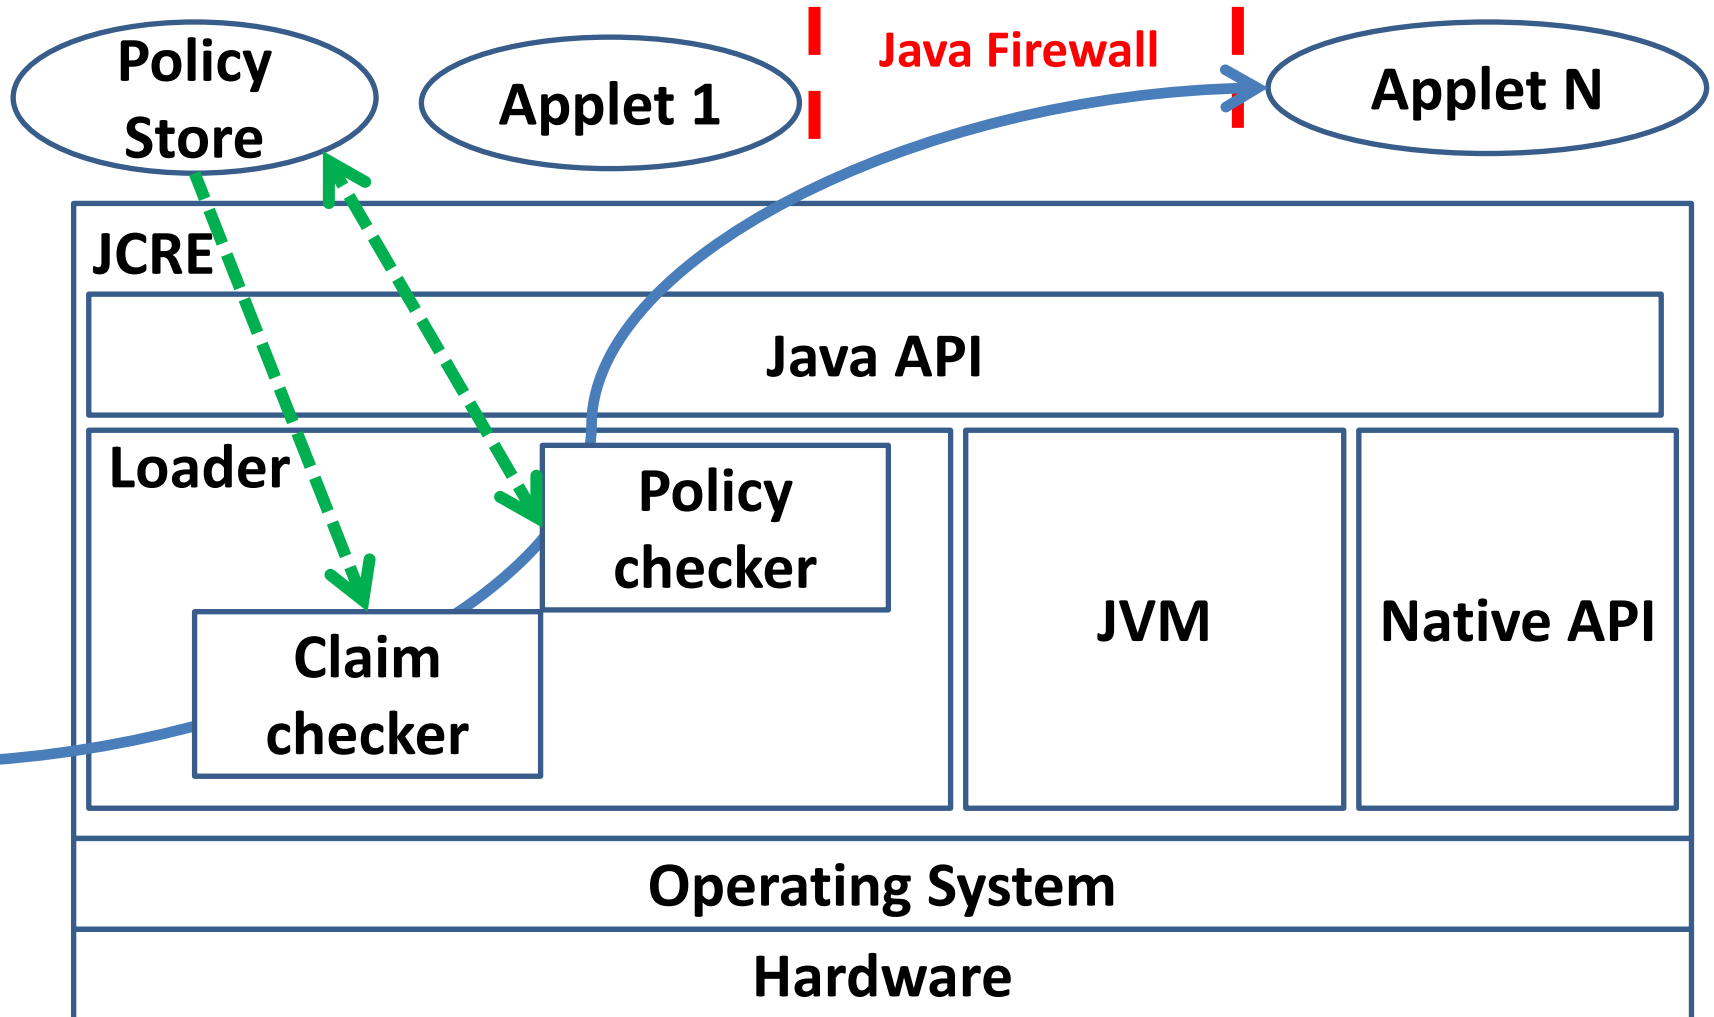 Policy
Store
Applet 1
Java Firewall
Applet N
JCRE
Java API
Loader
Policy
checker
Claim
checker
JVM
Native API
Operating System
Hardware